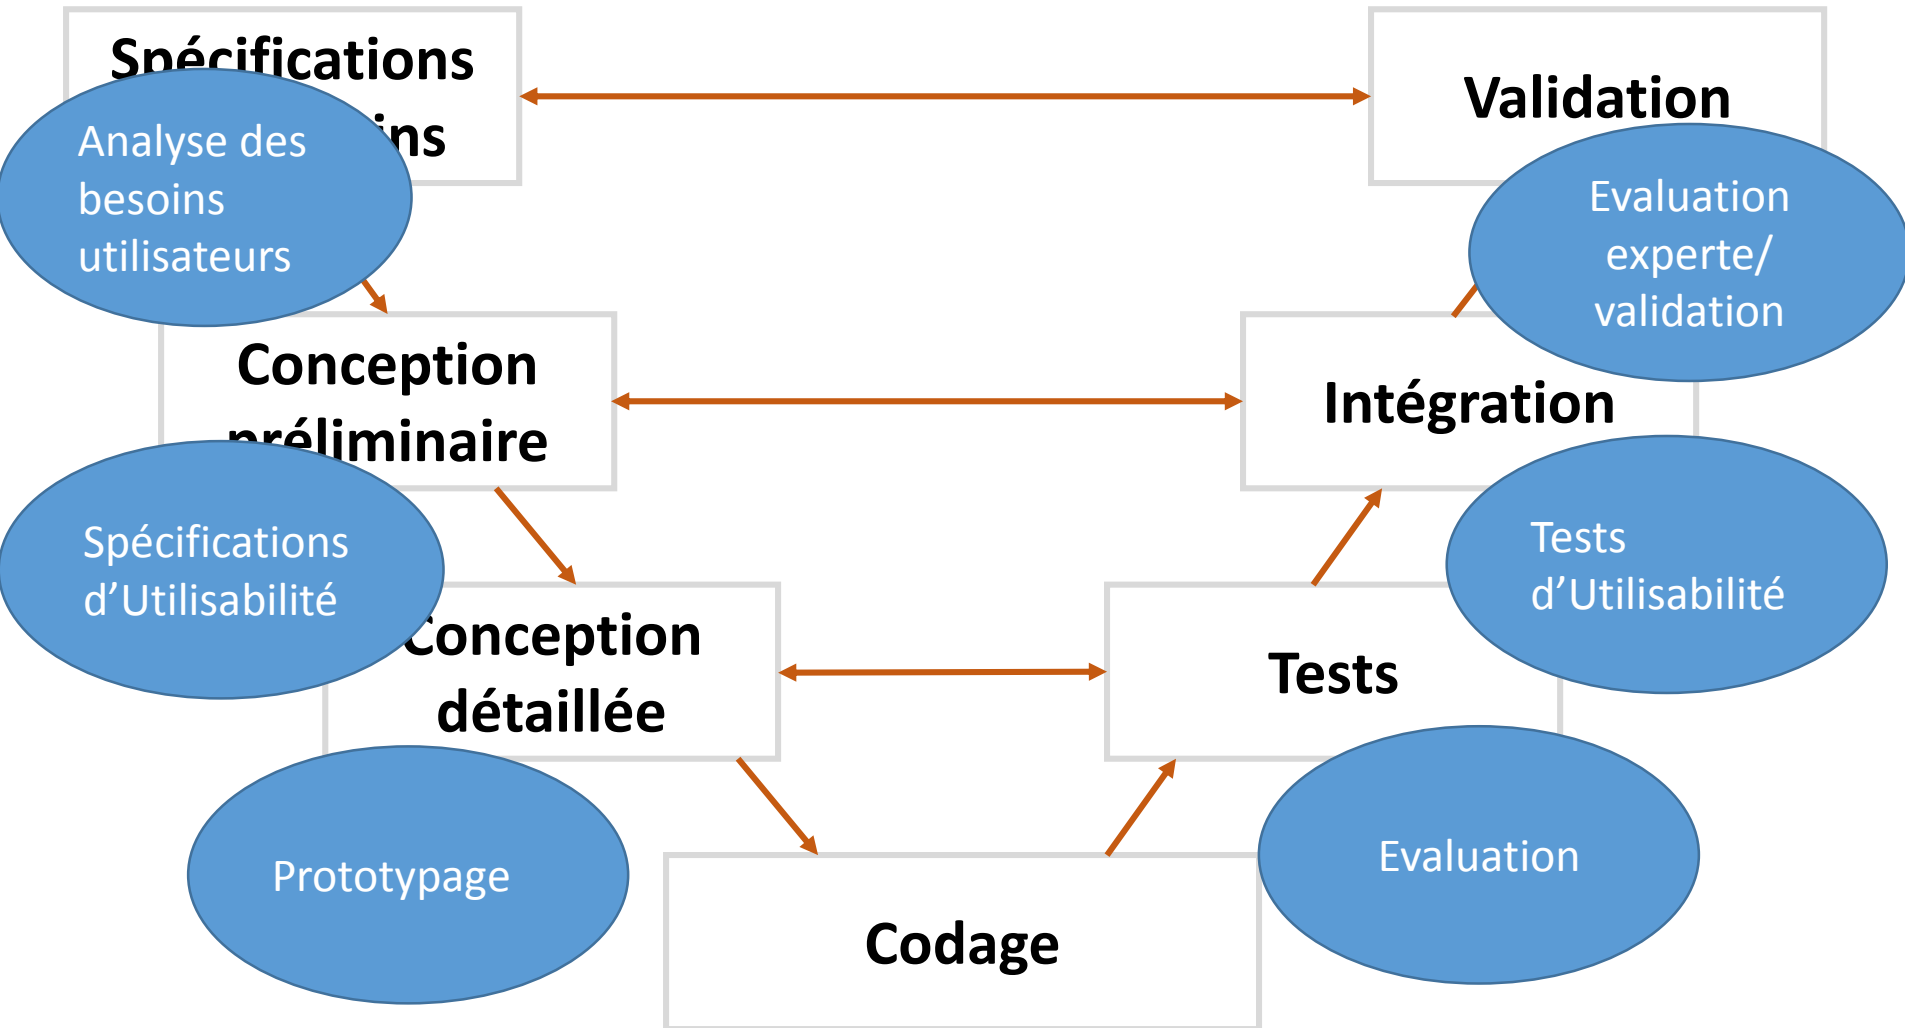 Spécifications
ins
Analyse des
besoins
utilisateurs
Validation
Evaluation
experte/
validation
Conception
préliminaire
Intégration
Spécifications
d’Utilisabilité
Tests
d’Utilisabilité
Conception
détaillée
Tests
Prototypage
Evaluation
Codage